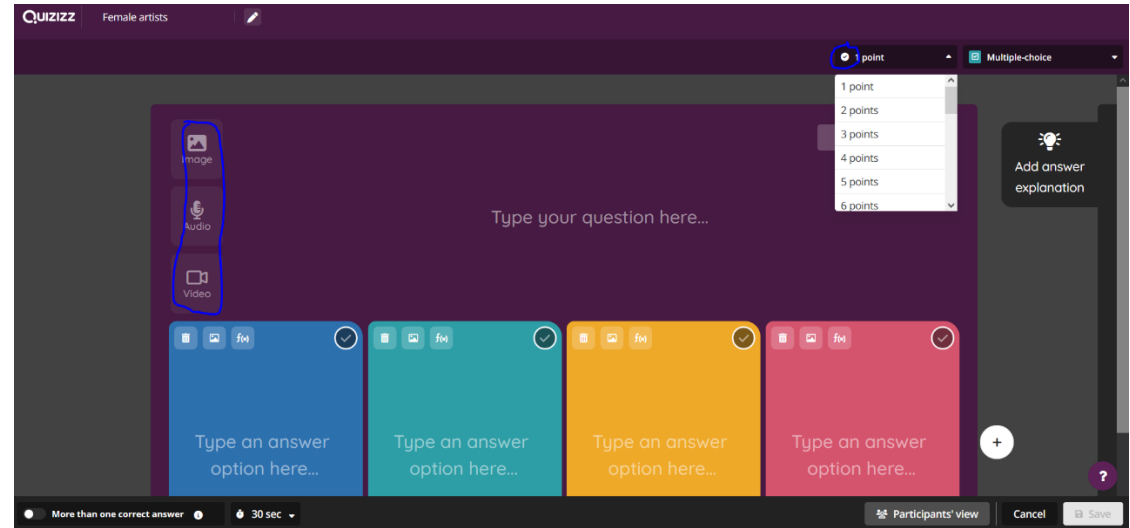 Quizizz Female artists
1 point Multiple-choice
1 point
2 points
3 points
4 points
5 points
6 points
Image
Audio
Video
Type your question here...
Add answer
explanation
f(x) f(x) f(x) f(x)
Type an answer
option here...
Type an answer
option here...
Type an answer
option here...
Type an answer
option here...
+
?
More than one correct answer 30 sec Participants' view Cancel Save